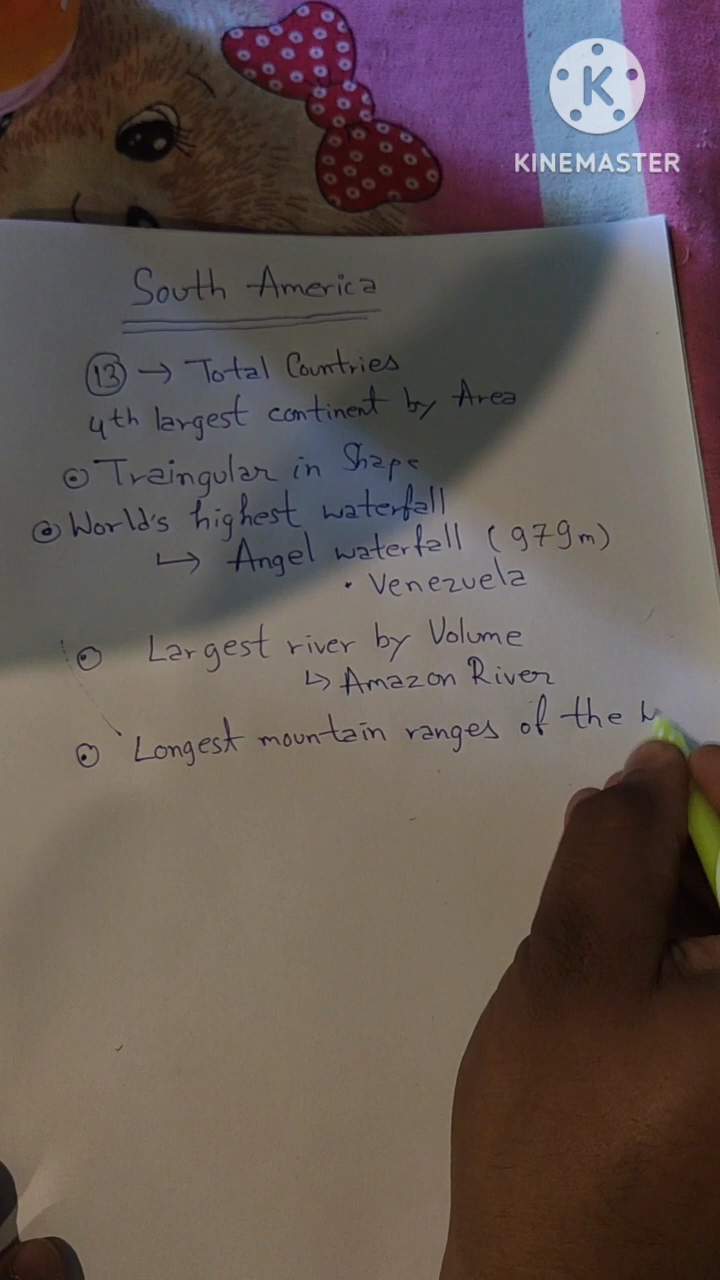 KINEMASTER
South America
13 → Total Countries
4th largest continent by Area
Traingular in Shape
World's highest waterfall
↳ Angel waterfall (979m)
• Venezuela
Largest river by Volume
↳ Amazon River
Longest mountain ranges of the